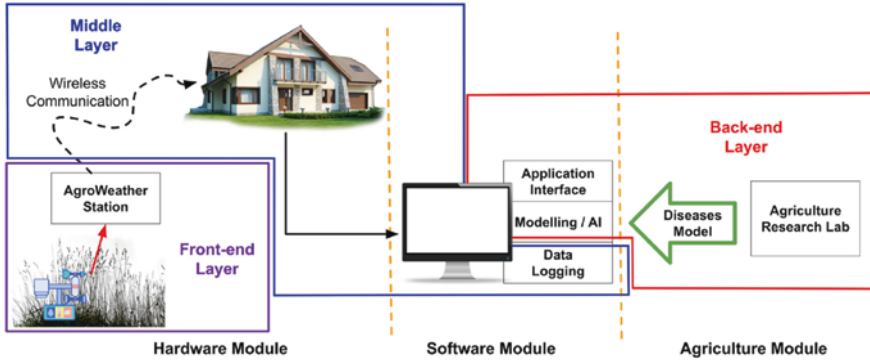 Middle
Layer
Wireless
Communication
AgroWeather
Station
Front-end
Layer
Application
Interface
Modelling / AI
Data
Logging
Back-end
Layer
Diseases
Model
Agriculture
Research Lab
Hardware Module
Software Module
Agriculture Module